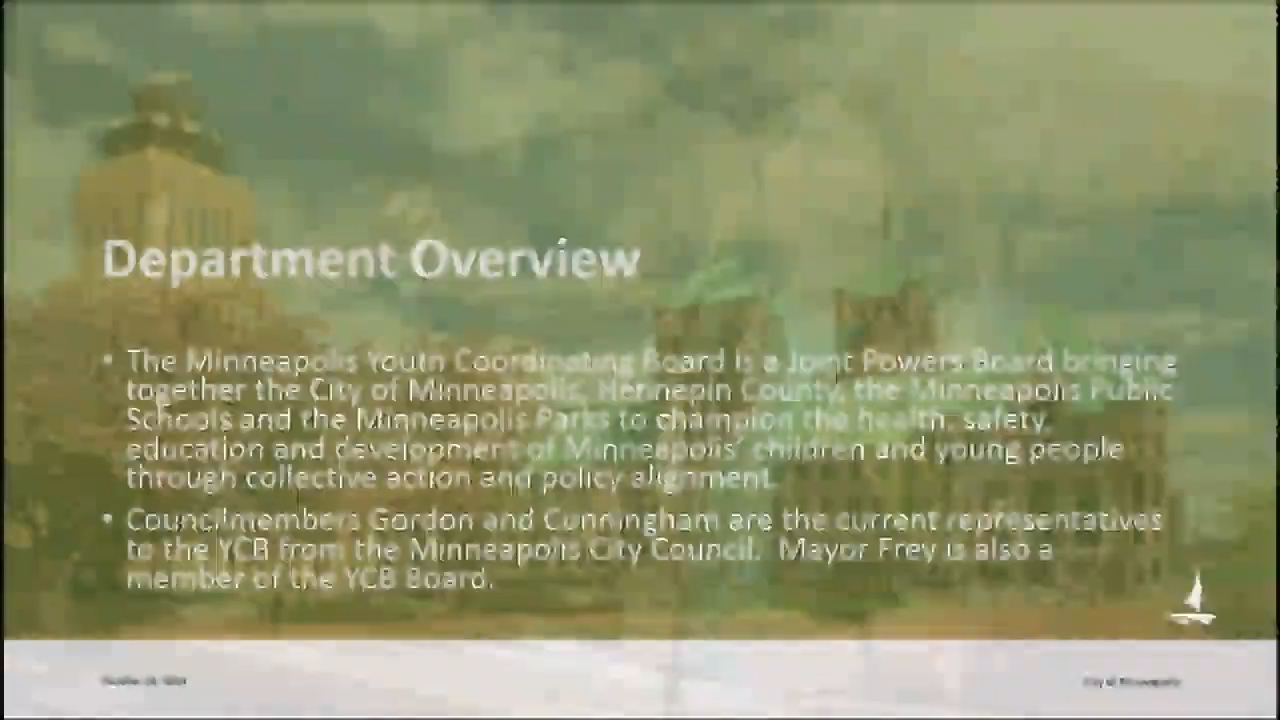 Department Overview
• The Minneapolis Youth Coordinating Board is a Joint Powers Board bringing
together the City of Minneapolis, Hennepin County, the Minneapolis Public
Schools and the Minneapolis Parks to champion the health, safety,
education and development of Minneapolis' children and young people
through collective action and policy alignment.
• Councilmembers Gordon and Cunningham are the current representatives
to the YCB from the Minneapolis City Council. Mayor Frey is also a
member of the YCB Board.
City of Minneapolis